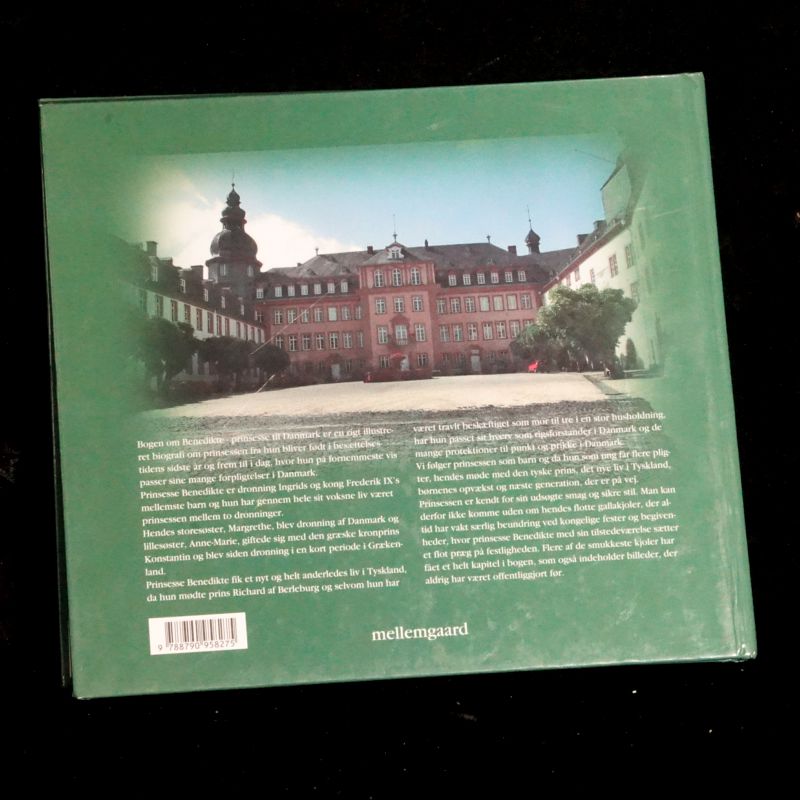 Bogen om Benedikte - prinsesse til Danmark er en rigt illustre-
ret biografi om prinsessen fra hun bliver født i besættelses-
tidens sidste år og frem til i dag, hvor hun på fornemmeste vis
passer sine mange forpligtelser i Danmark.
Prinsesse Benedikte er dronning Ingrids og kong Frederik IX's
mellemste barn og hun har gennem hele sit voksne liv været
prinsessen mellem to dronninger.
Hendes storesøster, Margrethe, blev dronning af Danmark og
lillesøster, Anne-Marie, giftede sig med den græske kronprins
Konstantin og blev siden dronning i en kort periode i Græken-
land.
Prinsesse Benedikte fik et nyt og helt anderledes liv i Tyskland,
da hun mødte prins Richard af Berleburg og selvom hun har
været travlt beskæftiget som mor til tre i en stor husholdning,
har hun passet sit hverv som rigsforstander i Danmark og de
mange protektioner til punkt og prikke i Danmark.
Vi følger prinsessen som barn og da hun som ung får flere plig-
ter, hendes møde med den tyske prins, det nye liv i Tyskland,
børnenes opvækst og næste generation, der er på vej.
Prinsessen er kendt for sin udsøgte smag og sikre stil. Man kan
derfor ikke komme uden om hendes flotte gallakjoler, der al-
tid har vakt særlig beundring ved kongelige fester og begiven-
heder, hvor prinsesse Benedikte med sin tilstedeværelse sætter
et flot præg på festligheden. Flere af de smukkeste kjoler har
fået et helt kapitel i bogen, som også indeholder billeder, der
aldrig har været offentliggjort før.
9 788790 958275
mellemgaard